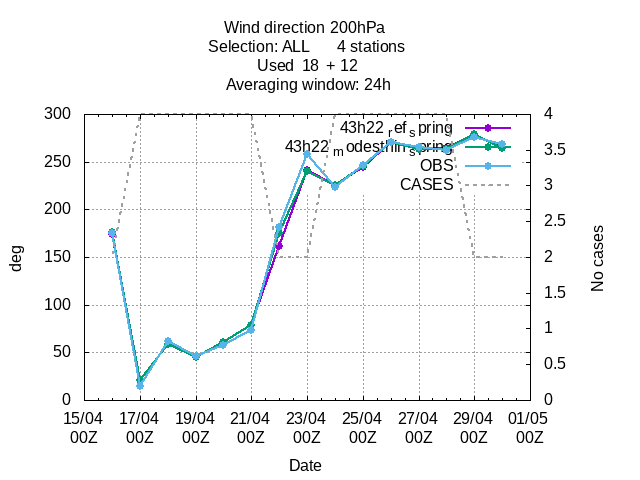 Wind direction 200hPa
Selection: ALL 4 stations
Used 18 + 12
Averaging window: 24h
300
250
200
150
100
50
0
deg
4
3.5
3
2.5
2
1.5
1
0.5
0
No cases
43h22 ref spring
OBS
CASES
15/04 17/04 19/04 21/04 23/04 25/04 27/04 29/04 01/05
00Z 00Z 00Z 00Z 00Z 00Z 00Z 00Z 00Z
Date